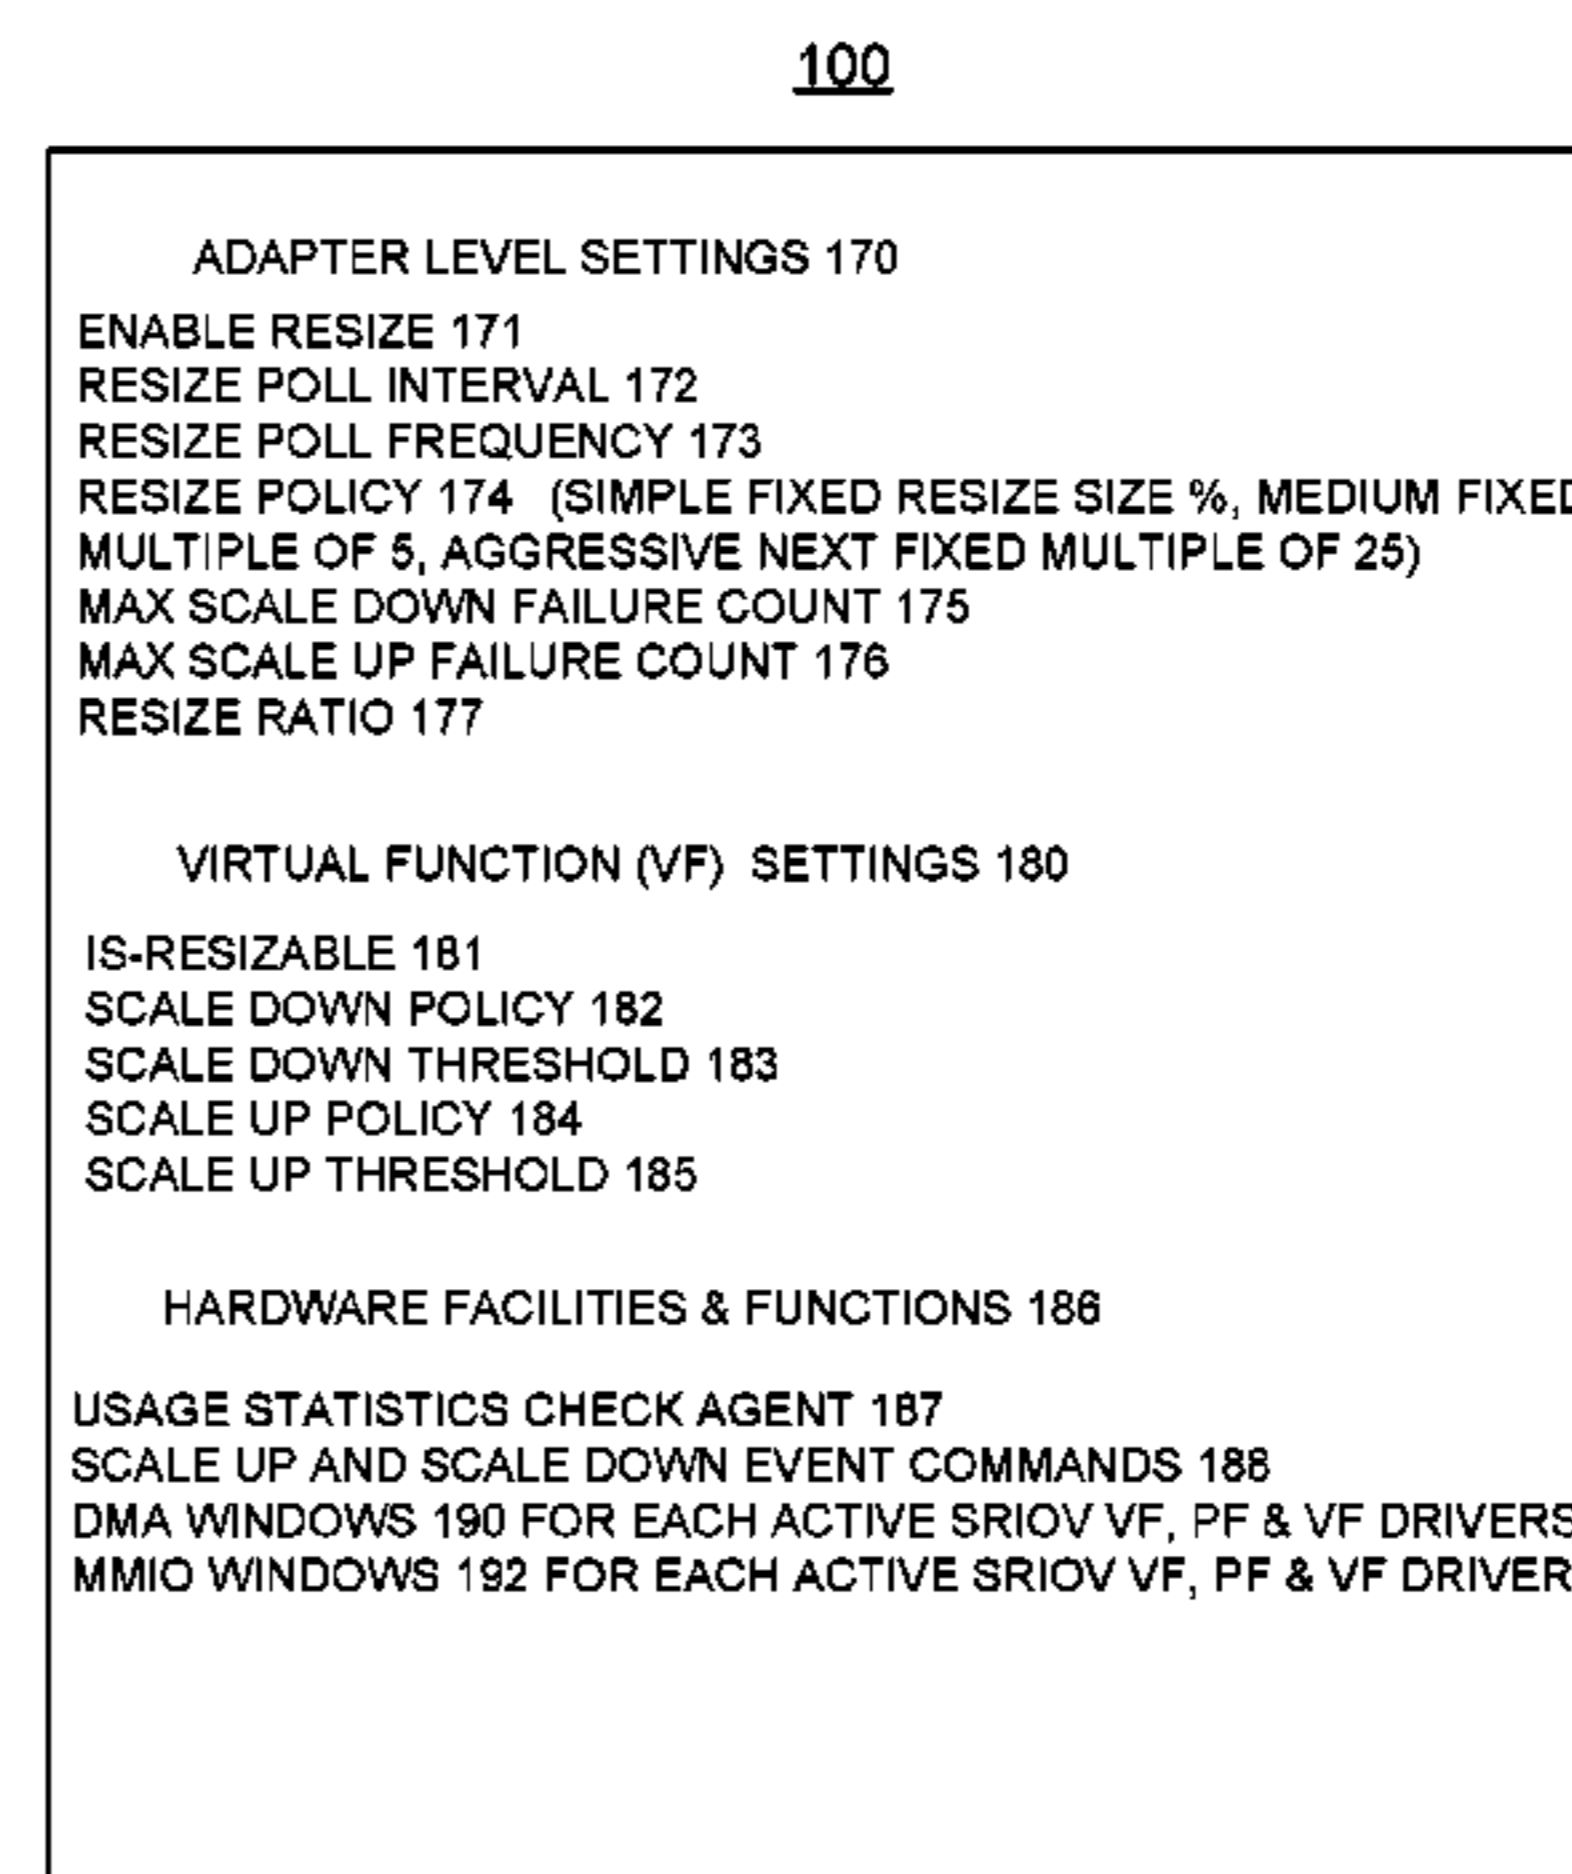 100
ADAPTER LEVEL SETTINGS 170
ENABLE RESIZE 171
RESIZE POLL INTERVAL 172
RESIZE POLL FREQUENCY 173
RESIZE POLICY 174 (SIMPLE FIXED RESIZE SIZE %, MEDIUM FIXED
MULTIPLE OF 5, AGGRESSIVE NEXT FIXED MULTIPLE OF 25)
MAX SCALE DOWN FAILURE COUNT 175
MAX SCALE UP FAILURE COUNT 176
RESIZE RATIO 177
VIRTUAL FUNCTION (VF) SETTINGS 180
IS-RESIZABLE 181
SCALE DOWN POLICY 182
SCALE DOWN THRESHOLD 183
SCALE UP POLICY 184
SCALE UP THRESHOLD 185
HARDWARE FACILITIES & FUNCTIONS 186
USAGE STATISTICS CHECK AGENT 187
SCALE UP AND SCALE DOWN EVENT COMMANDS 188
DMA WINDOWS 190 FOR EACH ACTIVE SRIOV VF, PF & VF DRIVERS
MMIO WINDOWS 192 FOR EACH ACTIVE SRIOV VF, PF & VF DRIVER